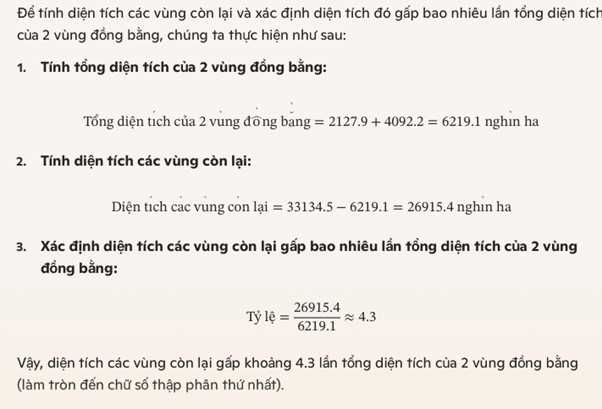 Để tính diện tích các vùng còn lại và xác định diện tích đó gấp bao nhiêu lần tổng diện tích
của 2 vùng đồng bằng, chúng ta thực hiện như sau:
1. Tính tổng diện tích của 2 vùng đồng bằng:
Tổng diện tích của 2 vùng đồng bằng = 2127.9 + 4092.2 = 6219.1 nghìn ha
2. Tính diện tích các vùng còn lại:
Diện tích các vùng còn lại = 33134.5 − 6219.1 = 26915.4 nghìn ha
3. Xác định diện tích các vùng còn lại gấp bao nhiêu lần tổng diện tích của 2 vùng
đồng bằng:
Tỷ lệ = 26915.4 / 6219.1 ≈ 4.3
Vậy, diện tích các vùng còn lại gấp khoảng 4.3 lần tổng diện tích của 2 vùng đồng bằng
(làm tròn đến chữ số thập phân thứ nhất).